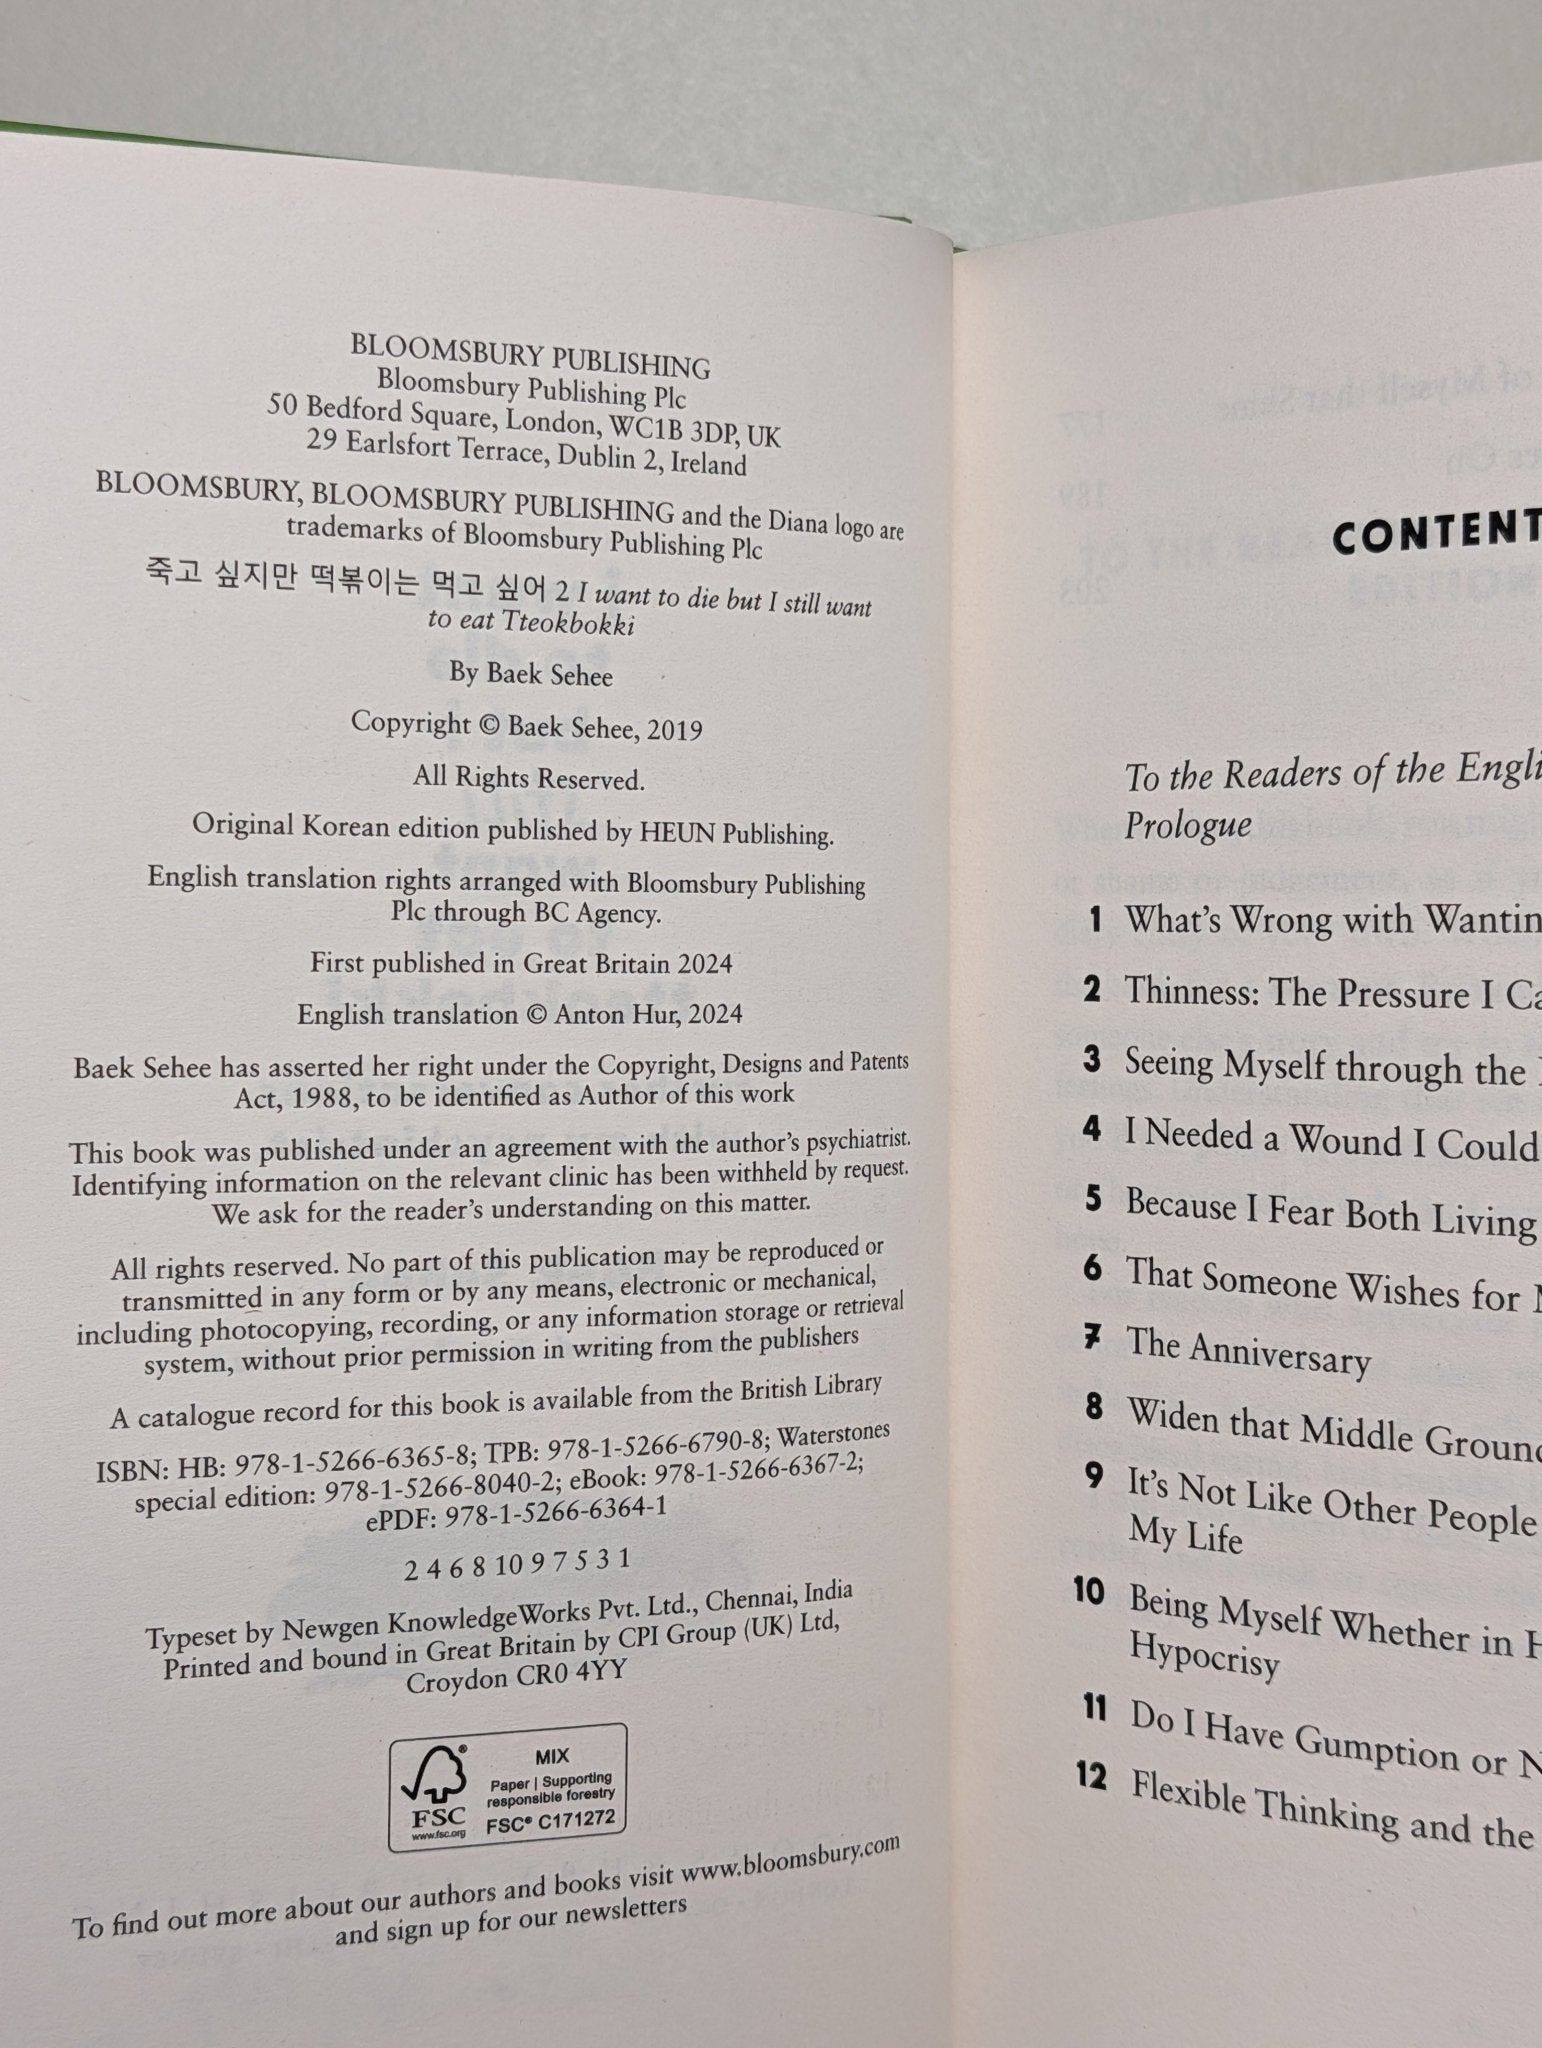 BLOOMSBURY PUBLISHING
Bloomsbury Publishing Plc
50 Bedford Square, London, WC1B 3DP, UK
29 Earlsfort Terrace, Dublin 2, Ireland
BLOOMSBURY, BLOOMSBURY PUBLISHING and the Diana logo are
trademarks of Bloomsbury Publishing Plc
죽고 싶지만 떡볶이는 먹고 싶어 2 I want to die but I still want
to eat Tteokbokki
By Baek Sehee
Copyright © Baek Sehee, 2019
All Rights Reserved.
Original Korean edition published by HEUN Publishing.
English translation rights arranged with Bloomsbury Publishing
Plc through BC Agency.
First published in Great Britain 2024
English translation © Anton Hur, 2024
Baek Sehee has asserted her right under the Copyright, Designs and Patents
Act, 1988, to be identified as Author of this work
This book was published under an agreement with the author's psychiatrist.
Identifying information on the relevant clinic has been withheld by request.
We ask for the reader's understanding on this matter.
All rights reserved. No part of this publication may be reproduced or
transmitted in any form or by any means, electronic or mechanical,
including photocopying, recording, or any information storage or retrieval
system, without prior permission in writing from the publishers
A catalogue record for this book is available from the British Library
ISBN: HB: 978-1-5266-6365-8; TPB: 978-1-5266-6790-8; Waterstones
special edition: 978-1-5266-8040-2; eBook: 978-1-5266-6367-2;
ePDF: 978-1-5266-6364-1
2 4 6 8 10 9 7 5 3 1
Typeset by Newgen KnowledgeWorks Pvt. Ltd., Chennai, India
Printed and bound in Great Britain by CPI Group (UK) Ltd,
Croydon CR0 4YY
FSC®
www.fsc.org
MIX
Paper | Supporting
responsible forestry
FSC® C171272
To find out more about our authors and books visit www.bloomsbury.com
and sign up for our newsletters
CONTENT
To the Readers of the Engli
Prologue
1 What's Wrong with Wantin
2 Thinness: The Pressure I Ca
3 Seeing Myself through the
4 I Needed a Wound I Could
5 Because I Fear Both Living
6 That Someone Wishes for
7 The Anniversary
8 Widen that Middle Ground
9 It's Not Like Other People
My Life
10 Being Myself Whether in H
Hypocrisy
11 Do I Have Gumption or N
12 Flexible Thinking and the